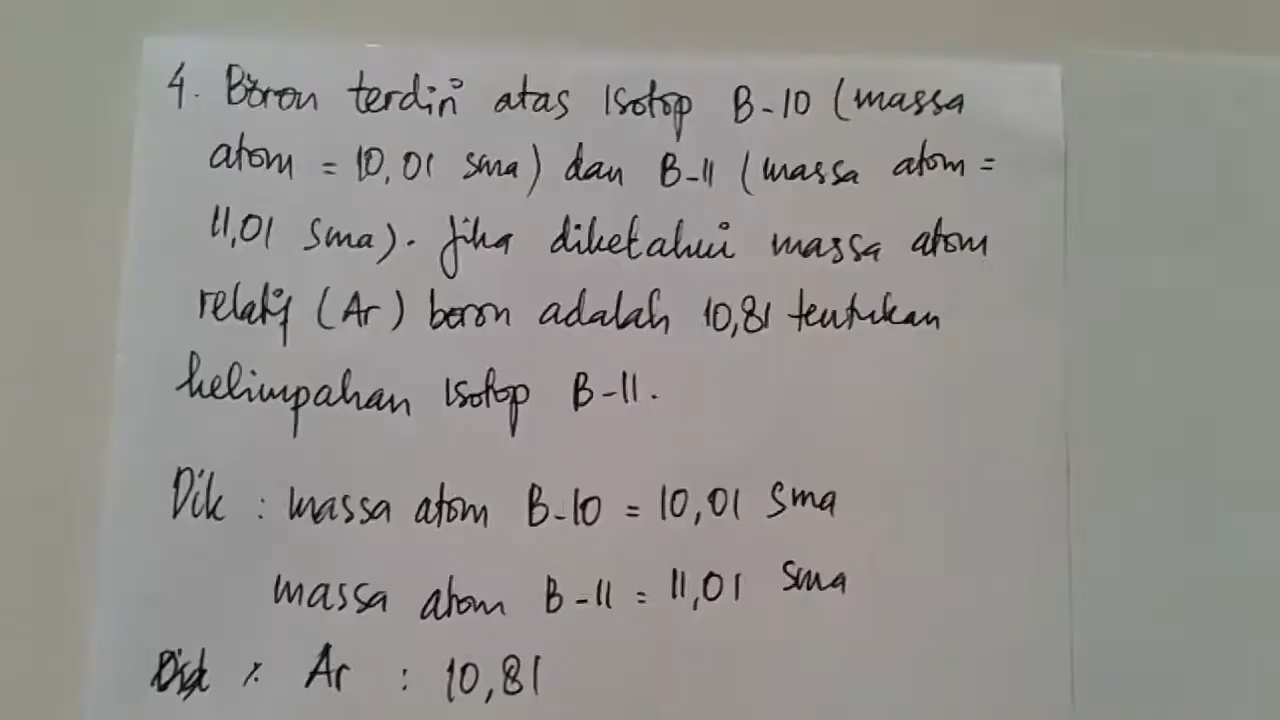 4. Boron terdiri atas Isotop B-10 (massa
atom = 10,01 sma) dan B-11 (massa atom =
11,01 sma). Jika diketahui massa atom
relatif (Ar) boron adalah 10,81 tentukan
kelimpahan Isotop B-11.
Dik : massa atom B-10 = 10,01 sma
massa atom B-11 = 11,01 sma
Ar : 10,81